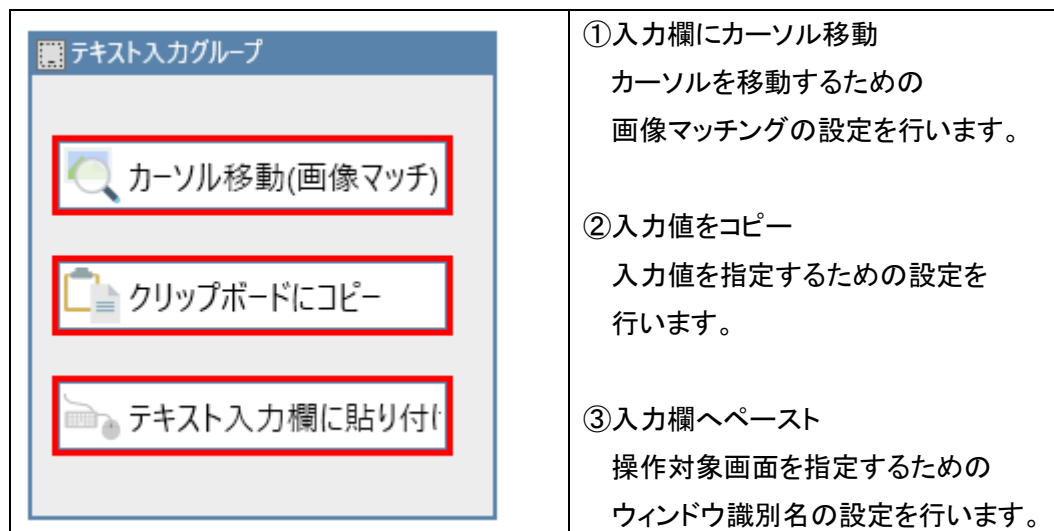 テキスト入力グループ
カーソル移動(画像マッチ)
クリップボードにコピー
テキスト入力欄に貼り付け
①入力欄にカーソル移動
カーソルを移動するための
画像マッチングの設定を行います。
②入力値をコピー
入力値を指定するための設定を
行います。
③入力欄へペースト
操作対象画面を指定するための
ウィンドウ識別名の設定を行います。